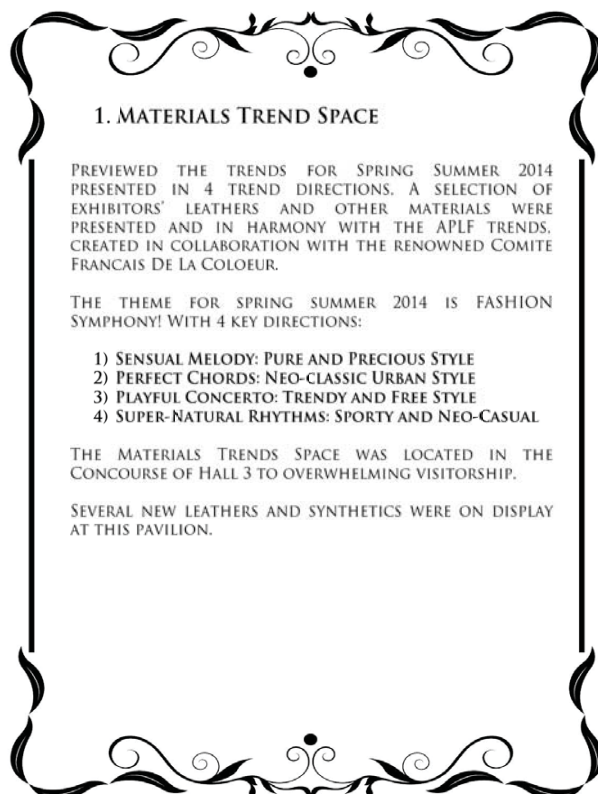 1. Materials Trend Space
Previewed the trends for Spring Summer 2014
presented in 4 trend directions. A selection of
exhibitors' leathers and other materials were
presented and in harmony with the APLF trends,
created in collaboration with the renowned Comite
Francais De La Coloeur.
The theme for spring summer 2014 is FASHION
Symphony! With 4 key directions:
1) Sensual Melody: Pure and Precious Style
2) Perfect Chords: Neo-classic Urban Style
3) Playful Concerto: Trendy and Free Style
4) Super-Natural Rhythms: Sporty and Neo-Casual
The Materials Trends Space was located in the
Concourse of Hall 3 to overwhelming visitorship.
Several new leathers and synthetics were on display
at this pavilion.